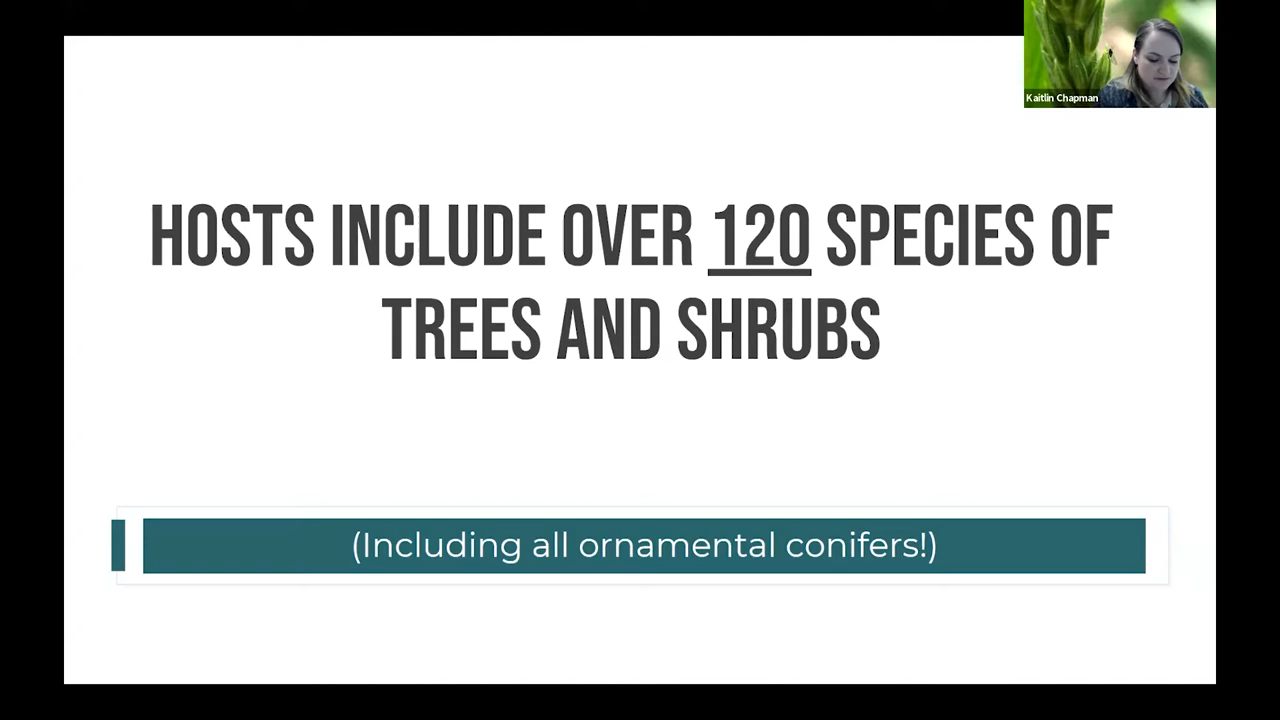 Kaitlin Chapman
HOSTS INCLUDE OVER 120 SPECIES OF
TREES AND SHRUBS
(Including all ornamental conifers!)